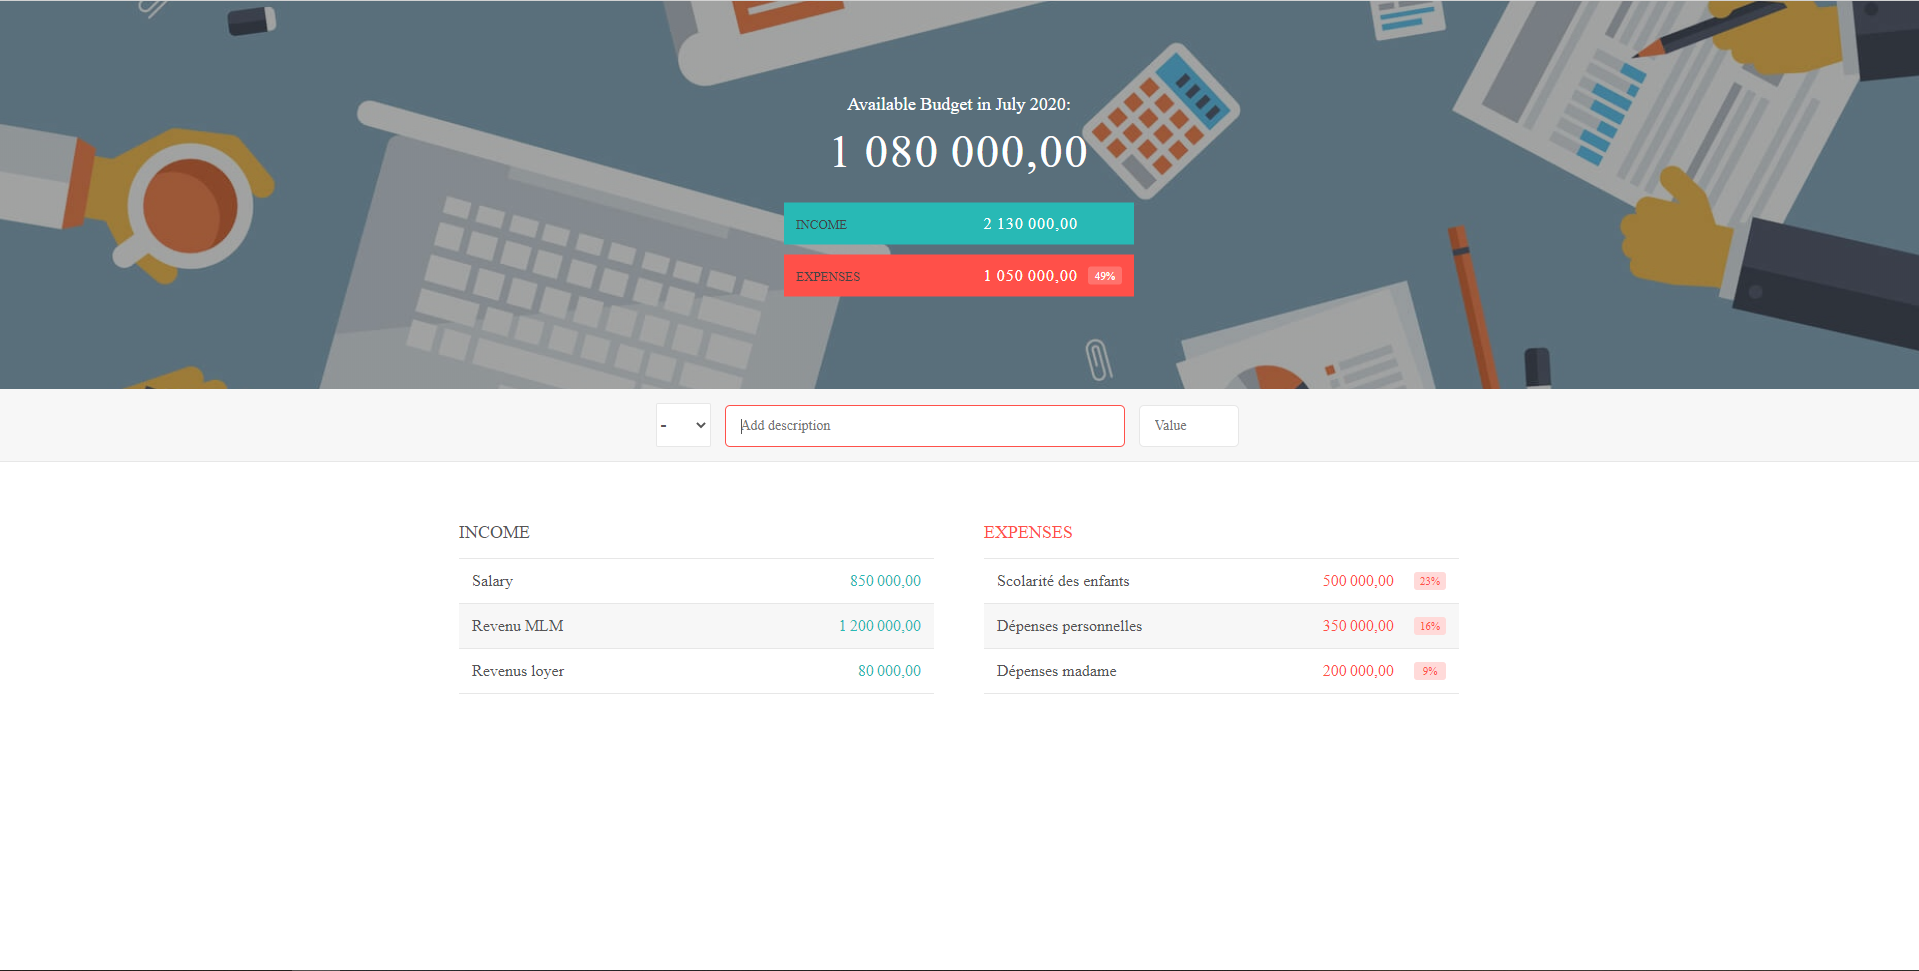 Available Budget in July 2020:
1 080 000,00
INCOME 2 130 000,00
EXPENSES 1 050 000,00 49%
- Add description Value
INCOME
Salary 850 000,00
Revenu MLM 1 200 000,00
Revenus loyer 80 000,00
EXPENSES
Scolarité des enfants 500 000,00 23%
Dépenses personnelles 350 000,00 16%
Dépenses madame 200 000,00 9%